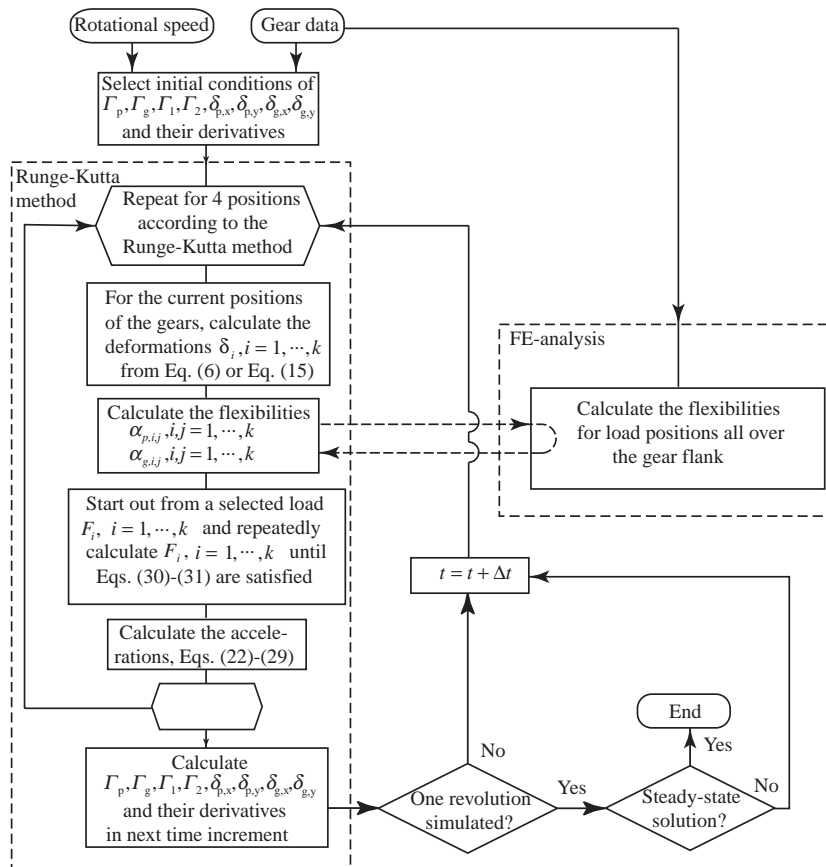 Rotational speed
Gear data
Select initial conditions of
Γp,Γg,Γ1,Γ2,δp,x,δp,y,δg,x,δg,y
and their derivatives
Runge-Kutta
method
Repeat for 4 positions
according to the
Runge-Kutta method
For the current positions
of the gears, calculate the
deformations δi,i = 1,⋯,k
from Eq. (6) or Eq. (15)
Calculate the flexibilities
αp,i,j,i,j = 1,⋯,k
αg,i,j,i,j = 1,⋯,k
FE-analysis
Calculate the flexibilities
for load positions all over
the gear flank
Start out from a selected load
Fi, i = 1,⋯,k and repeatedly
calculate Fi, i = 1,⋯,k until
Eqs. (30)-(31) are satisfied
t = t + Δt
Calculate the accele-
rations, Eqs. (22)-(29)
Calculate
Γp,Γg,Γ1,Γ2,δp,x,δp,y,δg,x,δg,y
and their derivatives
in next time increment
No
One revolution
simulated?
Yes
End
Yes
Steady-state
solution?
No